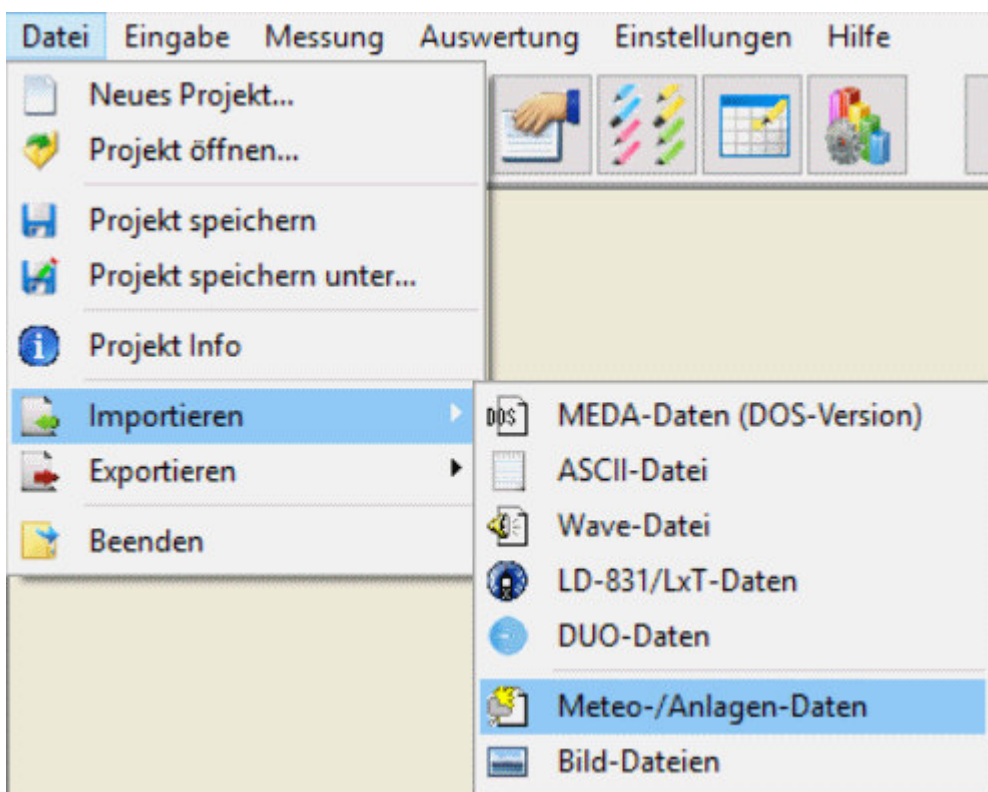 Datei Eingabe Messung Auswertung Einstellungen Hilfe
Neues Projekt...
Projekt öffnen...
Projekt speichern
Projekt speichern unter...
Projekt Info
Importieren
Exportieren
Beenden
DOS
MEDA-Daten (DOS-Version)
ASCII-Datei
Wave-Datei
LD-831/LxT-Daten
DUO-Daten
Meteo-/Anlagen-Daten
Bild-Dateien